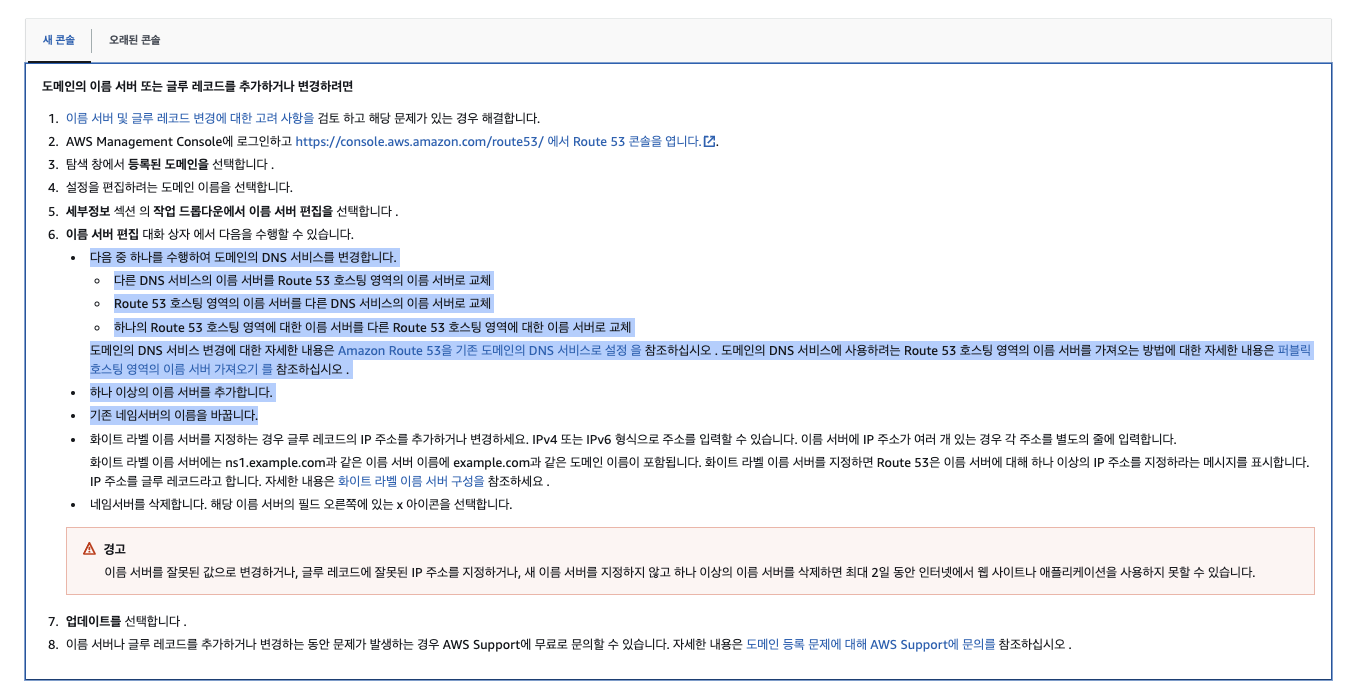 새 콘솔
오래된 콘솔
도메인의 이름 서버 또는 글루 레코드를 추가하거나 변경하려면
1. 이름 서버 및 글루 레코드 변경에 대한 고려 사항을 검토 하고 해당 문제가 있는 경우 해결합니다.
2. AWS Management Console에 로그인하고 https://console.aws.amazon.com/route53/ 에서 Route 53 콘솔을 엽니다.
3. 탐색 창에서 등록된 도메인을 선택합니다 .
4. 설정을 편집하려는 도메인 이름을 선택합니다.
5. 세부정보 섹션 의 작업 드롭다운에서 이름 서버 편집을 선택합니다 .
6. 이름 서버 편집 대화 상자 에서 다음을 수행할 수 있습니다.
• 다음 중 하나를 수행하여 도메인의 DNS 서비스를 변경합니다.
◦ 다른 DNS 서비스의 이름 서버를 Route 53 호스팅 영역의 이름 서버로 교체
◦ Route 53 호스팅 영역의 이름 서버를 다른 DNS 서비스의 이름 서버로 교체
◦ 하나의 Route 53 호스팅 영역에 대한 이름 서버를 다른 Route 53 호스팅 영역에 대한 이름 서버로 교체
도메인의 DNS 서비스 변경에 대한 자세한 내용은 Amazon Route 53을 기존 도메인의 DNS 서비스로 설정 을 참조하십시오 . 도메인의 DNS 서비스에 사용하려는 Route 53 호스팅 영역의 이름 서버를 가져오는 방법에 대한 자세한 내용은 퍼블릭
호스팅 영역의 이름 서버 가져오기 를 참조하십시오 .
• 하나 이상의 이름 서버를 추가합니다.
• 기존 네임서버의 이름을 바꿉니다.
• 화이트 라벨 이름 서버를 지정하는 경우 글루 레코드의 IP 주소를 추가하거나 변경하세요. IPv4 또는 IPv6 형식으로 주소를 입력할 수 있습니다. 이름 서버에 IP 주소가 여러 개 있는 경우 각 주소를 별도의 줄에 입력합니다.
화이트 라벨 이름 서버에는 ns1.example.com과 같은 이름 서버 이름에 example.com과 같은 도메인 이름이 포함됩니다. 화이트 라벨 이름 서버를 지정하면 Route 53은 이름 서버에 대해 하나 이상의 IP 주소를 지정하라는 메시지를 표시합니다.
IP 주소를 글루 레코드라고 합니다. 자세한 내용은 화이트 라벨 이름 서버 구성을 참조하세요 .
• 네임서버를 삭제합니다. 해당 이름 서버의 필드 오른쪽에 있는 x 아이콘을 선택합니다.
경고
이름 서버를 잘못된 값으로 변경하거나, 글루 레코드에 잘못된 IP 주소를 지정하거나, 새 이름 서버를 지정하지 않고 하나 이상의 이름 서버를 삭제하면 최대 2일 동안 인터넷에서 웹 사이트나 애플리케이션을 사용하지 못할 수 있습니다.
7. 업데이트를 선택합니다 .
8. 이름 서버나 글루 레코드를 추가하거나 변경하는 동안 문제가 발생하는 경우 AWS Support에 무료로 문의할 수 있습니다. 자세한 내용은 도메인 등록 문제에 대해 AWS Support에 문의를 참조하십시오 .